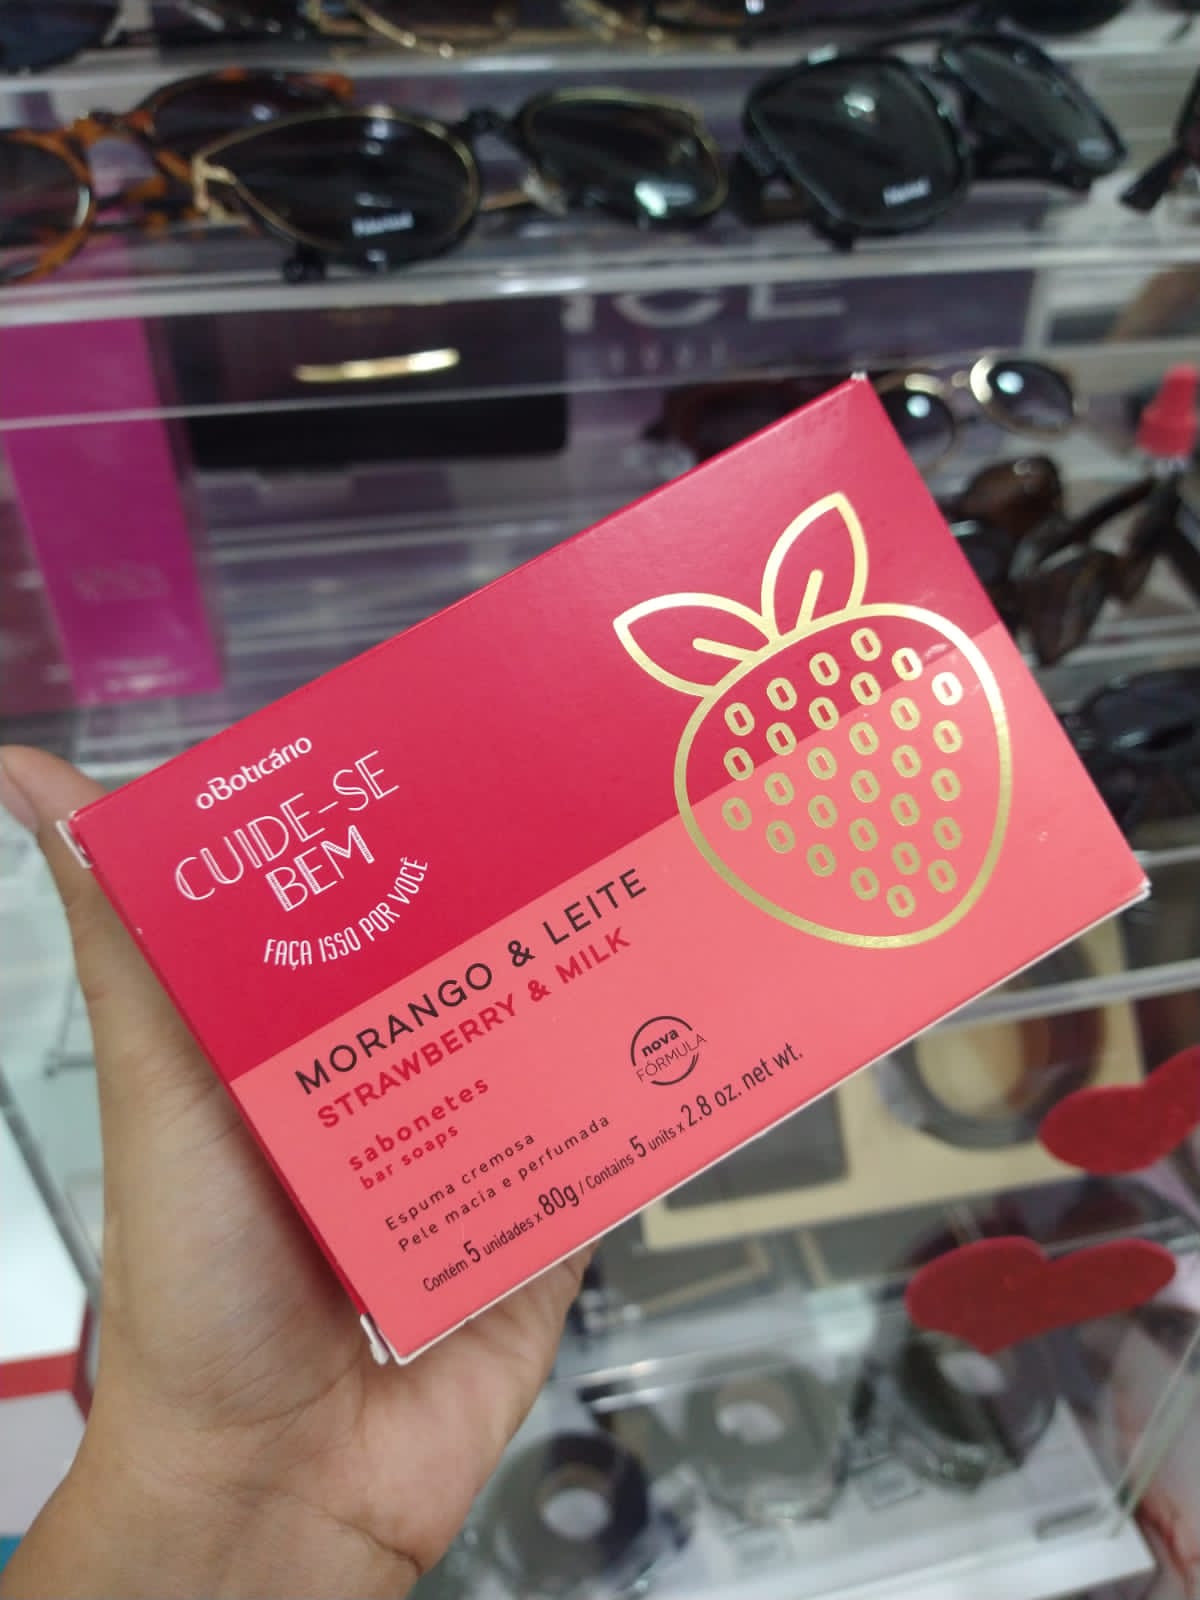 oBoticário
CUIDE-SE
BEM
FAÇA ISSO POR VOCÊ
MORANGO & LEITE
STRAWBERRY & MILK
sabonetes
bar soaps
nova
FÓRMULA
Espuma cremosa
Pele macia e perfumada
Contém 5 unidades x 80g / Contains 5 units x 2.8 oz. net wt.